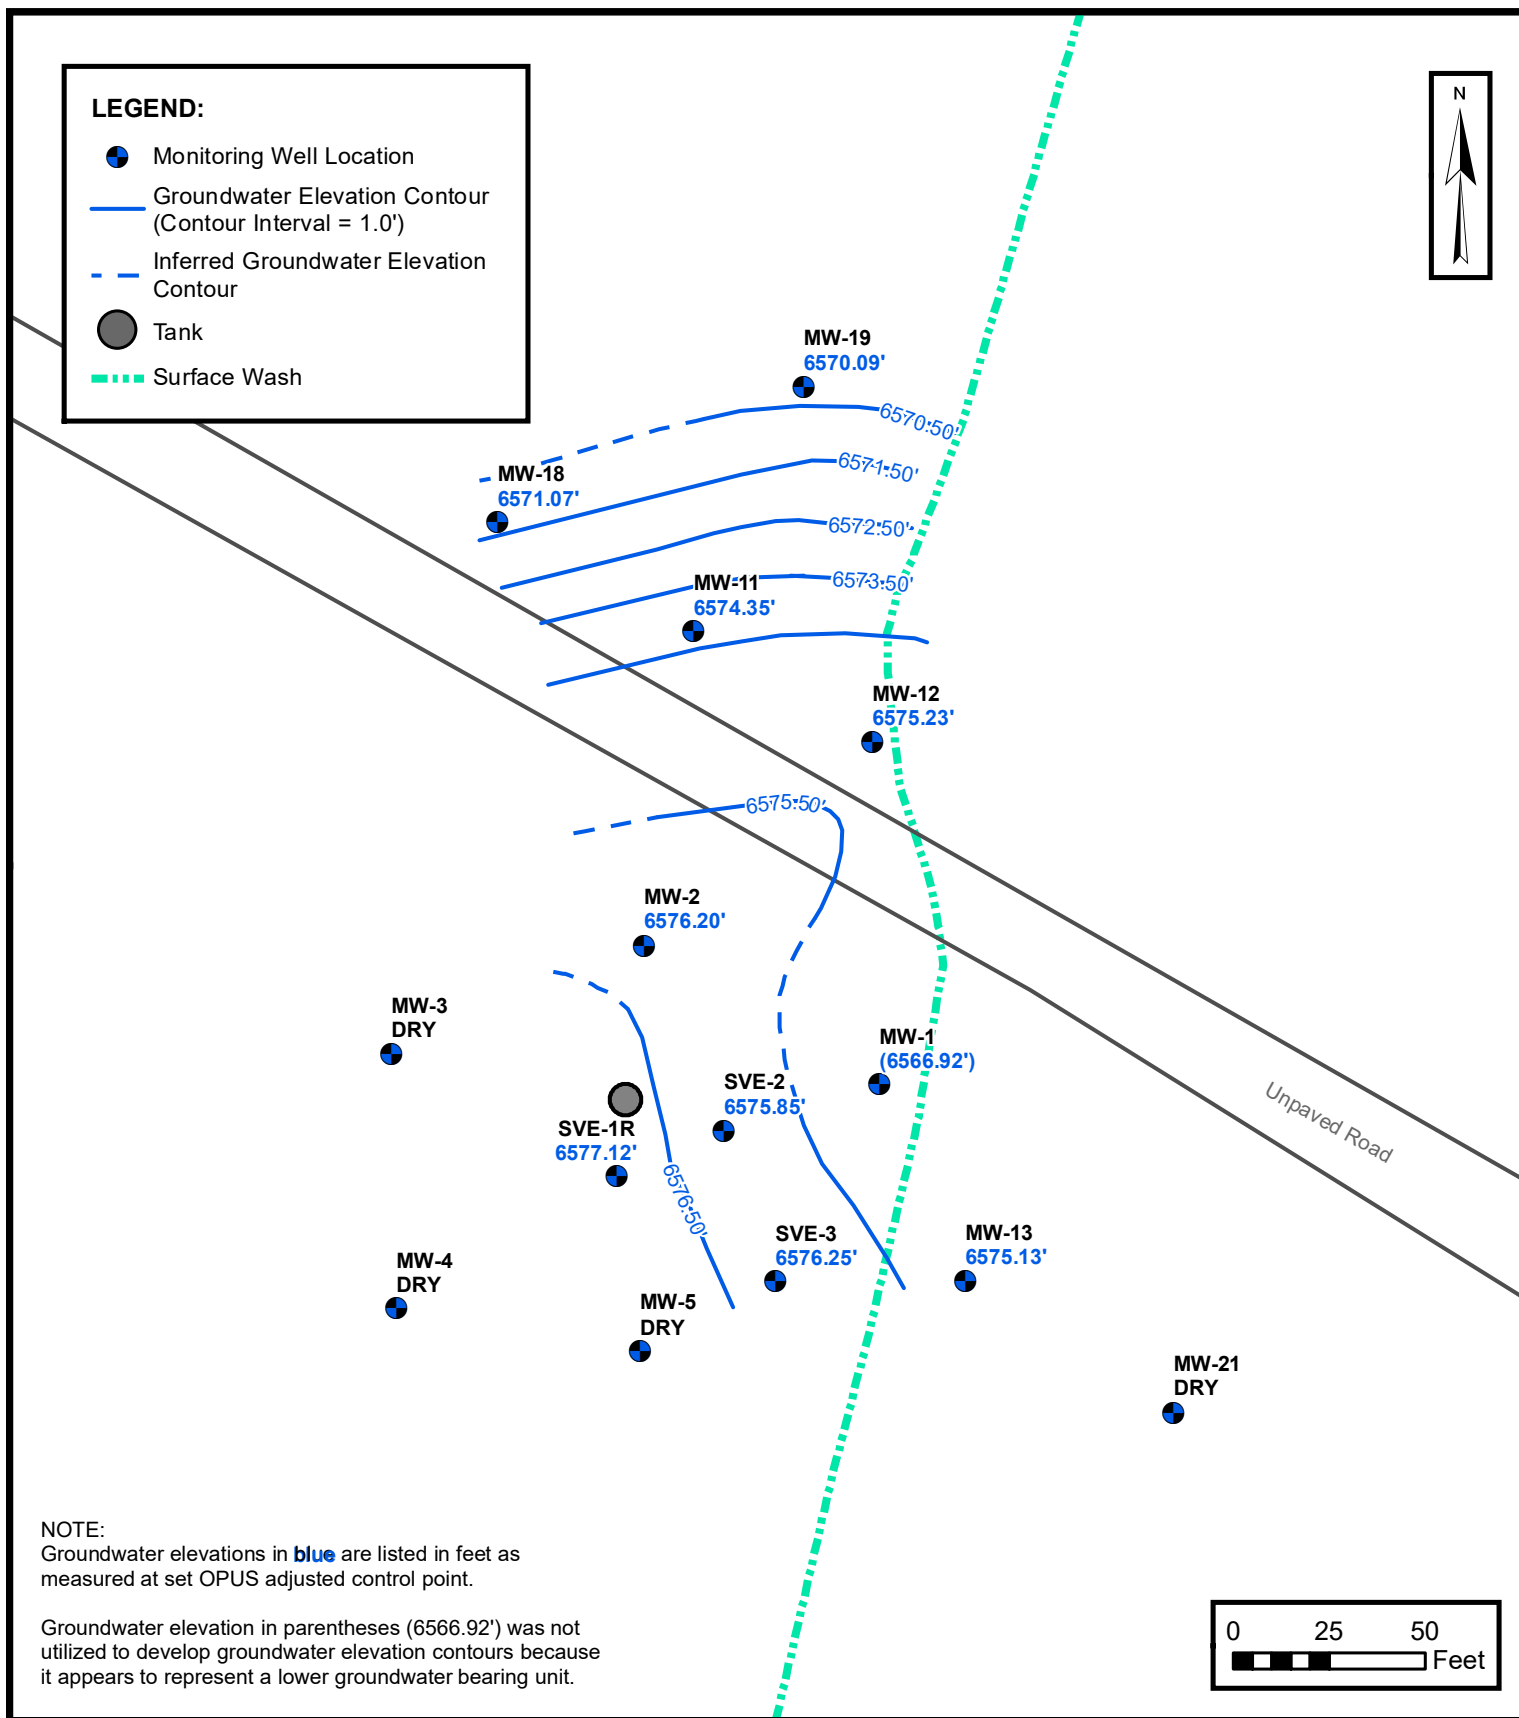 LEGEND:
Monitoring Well Location
Groundwater Elevation Contour
(Contour Interval = 1.0')
Inferred Groundwater Elevation
Contour
Tank
Surface Wash
N
MW-19
6570.09'
6570.50'
MW-18
6571.07'
6571.50'
6572.50'
MW-11
6574.35'
6573.50'
MW-12
6575.23'
6575.50'
MW-2
6576.20'
MW-3
DRY
MW-1
(6566.92')
SVE-2
6575.85'
Unpaved Road
SVE-1R
6577.12'
6576.50'
SVE-3
6576.25'
MW-13
6575.13'
MW-4
DRY
MW-5
DRY
MW-21
DRY
NOTE:
Groundwater elevations in blue are listed in feet as
measured at set OPUS adjusted control point.
Groundwater elevation in parentheses (6566.92') was not
utilized to develop groundwater elevation contours because
it appears to represent a lower groundwater bearing unit.
0 25 50
Feet